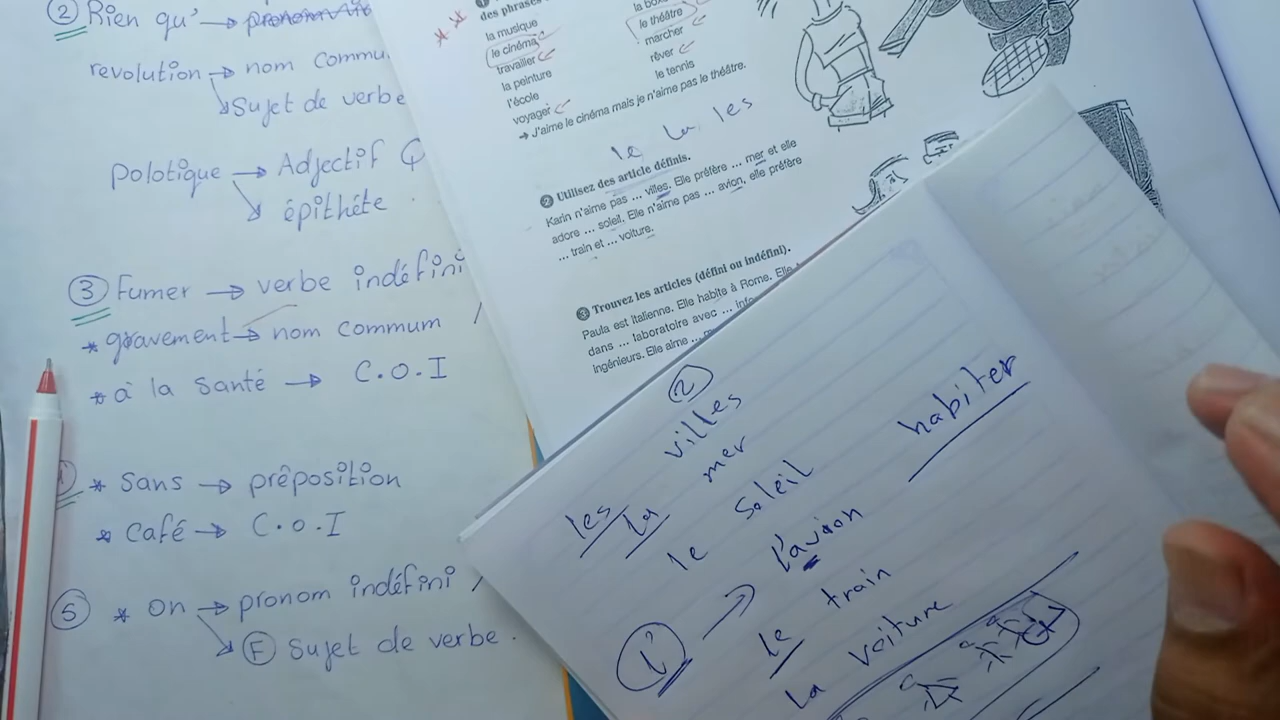 ② Rien qu'
revolution → nom commu
Sujet de verbe
Polotique → Adjectif Q
épithéte
③ Fumer → verbe indéfini
* gravement → nom commum
* à la santé → C.O.I
* Sans → prêposition
* café → C.O.I
⑤ * on → pronom indéfini
Ⓕ Sujet de verbe.
des phrases
la musique
le cinéma
travailler
la peinture
l'école
voyager
le théâtre
marcher
rêver
le tennis
→ J'aime le cinéma mais je n'aime pas le théâtre.
le la les
② Utilisez des article définis.
Karin n'aime pas ... villes. Elle préfère ... mer et elle
adore ... soleil. Elle n'aime pas ... avion, elle préfère
... train et ... voiture.
③ Trouvez les articles (défini ou indéfini).
Paula est italienne. Elle habite à Rome. Elle
dans ... laboratoire avec ...
ingénieurs. Elle aime ...
②
les villes
la mer
le soleil
l' → l'avion
le train
la voiture
habiter